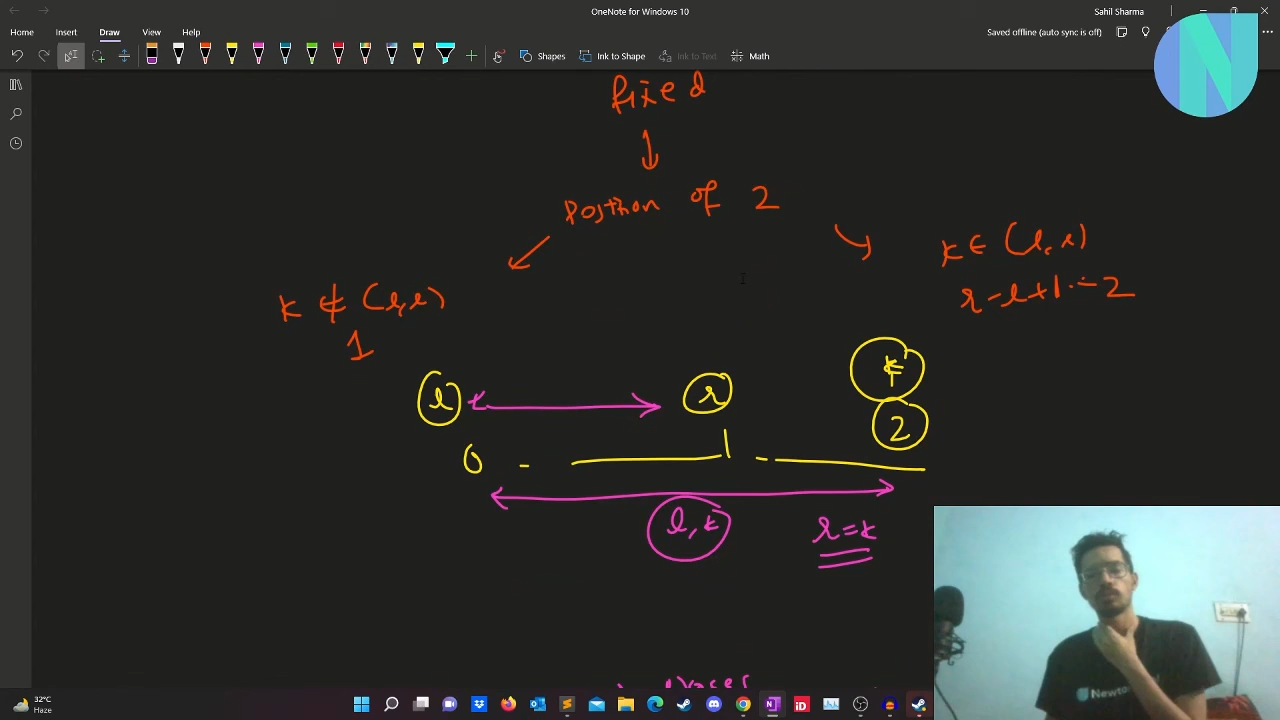 OneNote for Windows 10
Sahil Sharma
Home Insert Draw View Help
Saved offline (auto sync is off)
Shapes Ink to Shape Ink to Text Math
fixed
Position of 2
k ∉ (l,r)
1
k ∈ (l,r)
r-l+1 = 2
l r k
2
0 - 1 -
l, k
r=k
32°C
Haze
Newto